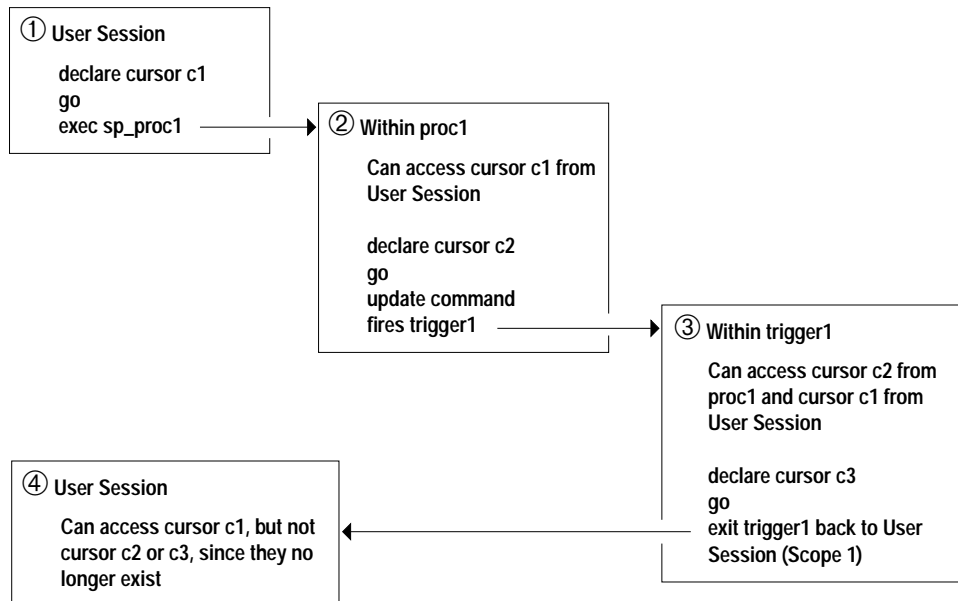 ① User Session
declare cursor c1
go
exec sp_proc1
② Within proc1
Can access cursor c1 from
User Session
declare cursor c2
go
update command
fires trigger1
③ Within trigger1
Can access cursor c2 from
proc1 and cursor c1 from
User Session
declare cursor c3
go
exit trigger1 back to User
Session (Scope 1)
④ User Session
Can access cursor c1, but not
cursor c2 or c3, since they no
longer exist